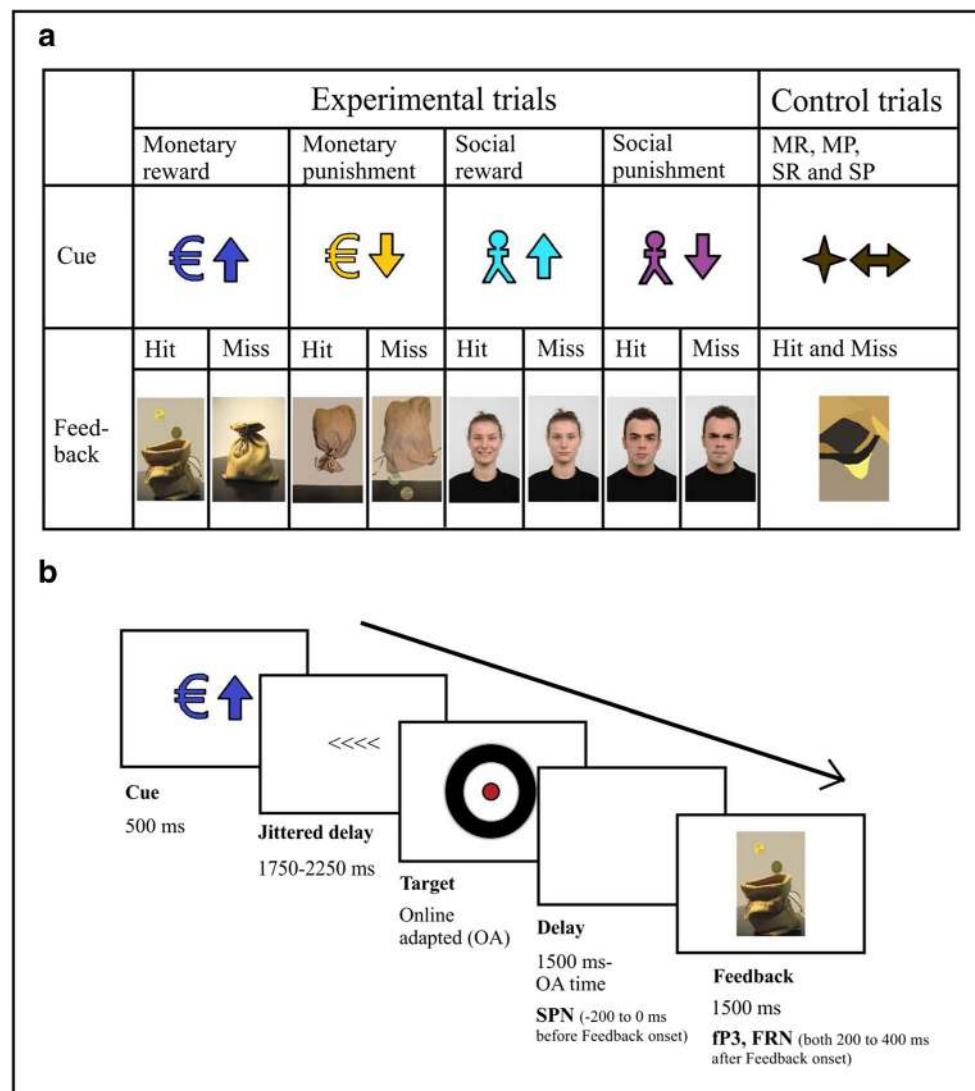 a
Experimental trials
Control trials
Monetary reward
Monetary punishment
Social reward
Social punishment
MR, MP,
SR and SP
Cue
€
€
Hit
Miss
Hit
Miss
Hit
Miss
Hit
Miss
Hit and Miss
Feed-
back
b
€
Cue
500 ms
<<<<
Jittered delay
1750-2250 ms
Target
Online
adapted (OA)
Delay
1500 ms-
OA time
SPN (-200 to 0 ms
before Feedback onset)
Feedback
1500 ms
fP3, FRN (both 200 to 400 ms
after Feedback onset)